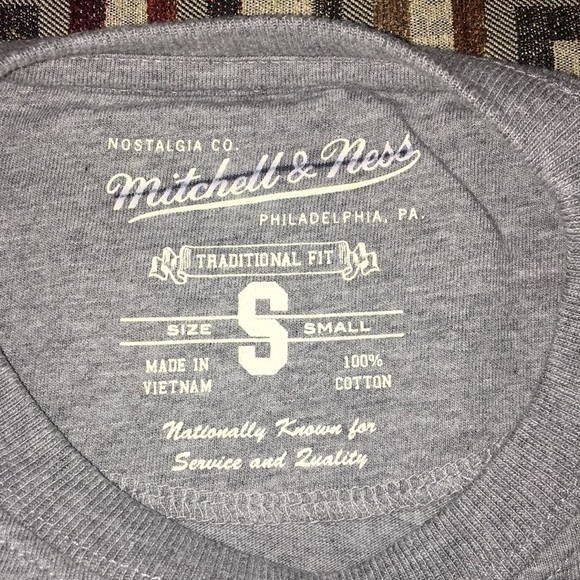 NOSTALGIA CO.
Mitchell & Ness
PHILADELPHIA, PA.
TRADITIONAL FIT
SIZE S SMALL
MADE IN VIETNAM
100% COTTON
Nationally Known for
Service and Quality